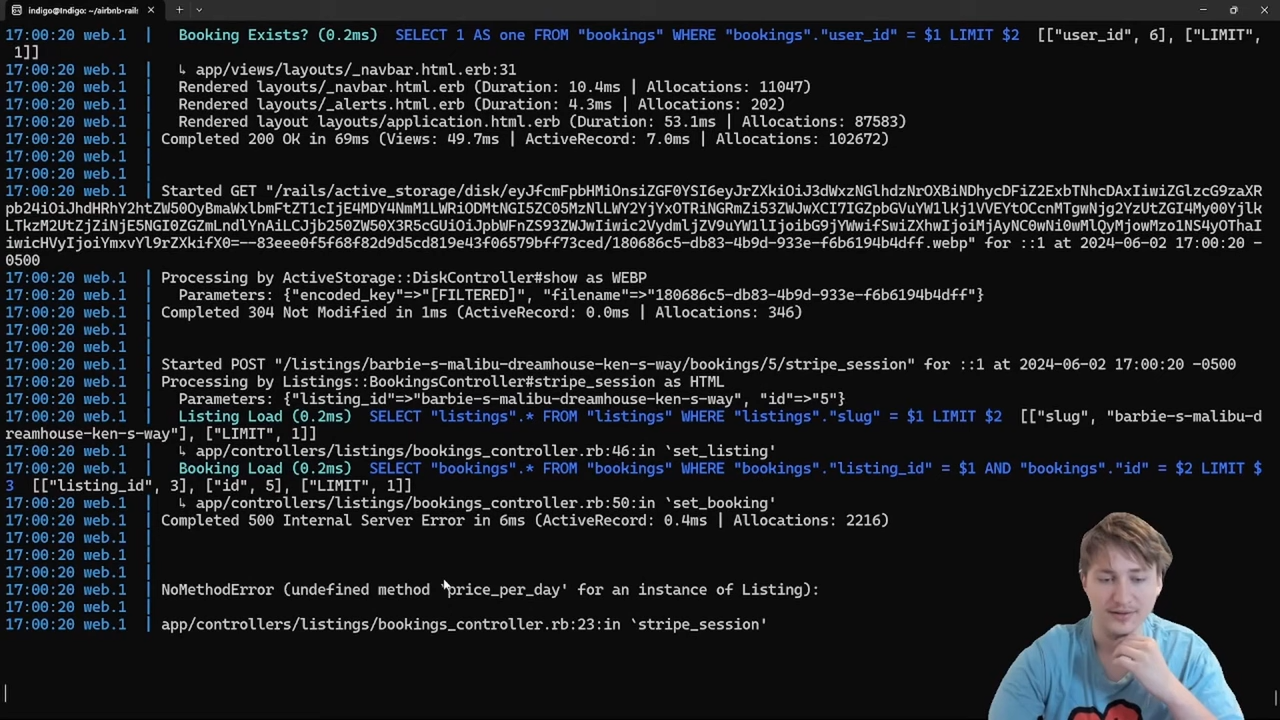 indigo@Indigo: ~/airbnb-rails
17:00:20 web.1  |   Booking Exists? (0.2ms)  SELECT 1 AS one FROM "bookings" WHERE "bookings"."user_id" = $1 LIMIT $2  [["user_id", 6], ["LIMIT",
1]]
17:00:20 web.1  |   ↳ app/views/layouts/_navbar.html.erb:31
17:00:20 web.1  |   Rendered layouts/_navbar.html.erb (Duration: 10.4ms | Allocations: 11047)
17:00:20 web.1  |   Rendered layouts/_alerts.html.erb (Duration: 4.3ms | Allocations: 202)
17:00:20 web.1  |   Rendered layout layouts/application.html.erb (Duration: 53.1ms | Allocations: 87583)
17:00:20 web.1  | Completed 200 OK in 69ms (Views: 49.7ms | ActiveRecord: 7.0ms | Allocations: 102672)
17:00:20 web.1  |
17:00:20 web.1  |
17:00:20 web.1  | Started GET "/rails/active_storage/disk/
" for ::1 at 2024-06-02 17:00:20 -
0500
17:00:20 web.1  | Processing by ActiveStorage::DiskController#show as WEBP
17:00:20 web.1  |   Parameters: {"encoded_key"=>"[FILTERED]", "filename"=>"180686c5-db83-4b9d-933e-f6b6194b4dff"}
17:00:20 web.1  | Completed 304 Not Modified in 1ms (ActiveRecord: 0.0ms | Allocations: 346)
17:00:20 web.1  |
17:00:20 web.1  |
17:00:20 web.1  | Started POST "/listings/barbie-s-malibu-dreamhouse-ken-s-way/bookings/5/stripe_session" for ::1 at 2024-06-02 17:00:20 -0500
17:00:20 web.1  | Processing by Listings::BookingsController#stripe_session as HTML
17:00:20 web.1  |   Parameters: {"listing_id"=>"barbie-s-malibu-dreamhouse-ken-s-way", "id"=>"5"}
17:00:20 web.1  |   Listing Load (0.2ms)  SELECT "listings".* FROM "listings" WHERE "listings"."slug" = $1 LIMIT $2  [["slug", "barbie-s-malibu-d
reamhouse-ken-s-way"], ["LIMIT", 1]]
17:00:20 web.1  |   ↳ app/controllers/listings/bookings_controller.rb:46:in `set_listing'
17:00:20 web.1  |   Booking Load (0.2ms)  SELECT "bookings".* FROM "bookings" WHERE "bookings"."listing_id" = $1 AND "bookings"."id" = $2 LIMIT $
3  [["listing_id", 3], ["id", 5], ["LIMIT", 1]]
17:00:20 web.1  |   ↳ app/controllers/listings/bookings_controller.rb:50:in `set_booking'
17:00:20 web.1  | Completed 500 Internal Server Error in 6ms (ActiveRecord: 0.4ms | Allocations: 2216)
17:00:20 web.1  |
17:00:20 web.1  |
17:00:20 web.1  |
17:00:20 web.1  | NoMethodError (undefined method `price_per_day' for an instance of Listing):
17:00:20 web.1  |
17:00:20 web.1  | app/controllers/listings/bookings_controller.rb:23:in `stripe_session'